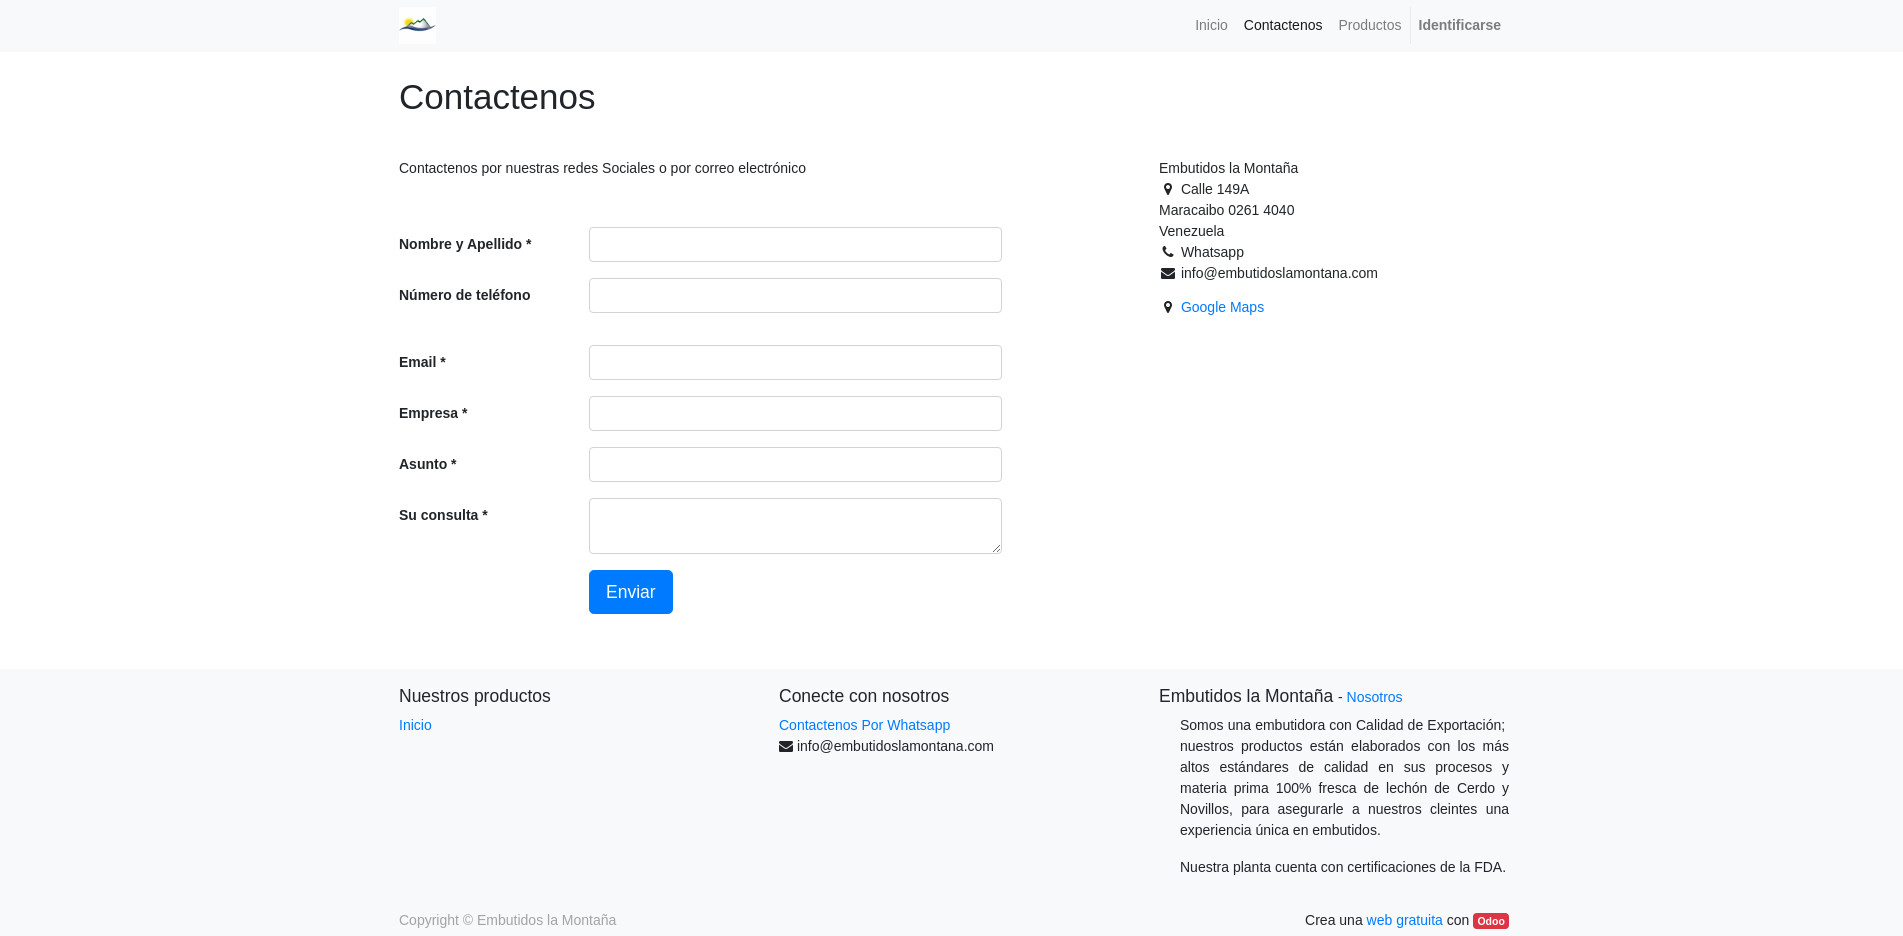 Inicio Contactenos Productos Identificarse
Contactenos
Contactenos por nuestras redes Sociales o por correo electrónico
Nombre y Apellido *
Número de teléfono
Email *
Empresa *
Asunto *
Su consulta *
Enviar
Embutidos la Montaña
Calle 149A
Maracaibo 0261 4040
Venezuela
Whatsapp
info@embutidoslamontana.com
Google Maps
Nuestros productos
Inicio
Conecte con nosotros
Contactenos Por Whatsapp
info@embutidoslamontana.com
Embutidos la Montaña - Nosotros
Somos una embutidora con Calidad de Exportación;
nuestros productos están elaborados con los más
altos estándares de calidad en sus procesos y
materia prima 100% fresca de lechón de Cerdo y
Novillos, para asegurarle a nuestros cleintes una
experiencia única en embutidos.
Nuestra planta cuenta con certificaciones de la FDA.
Copyright © Embutidos la Montaña
Crea una web gratuita con Odoo